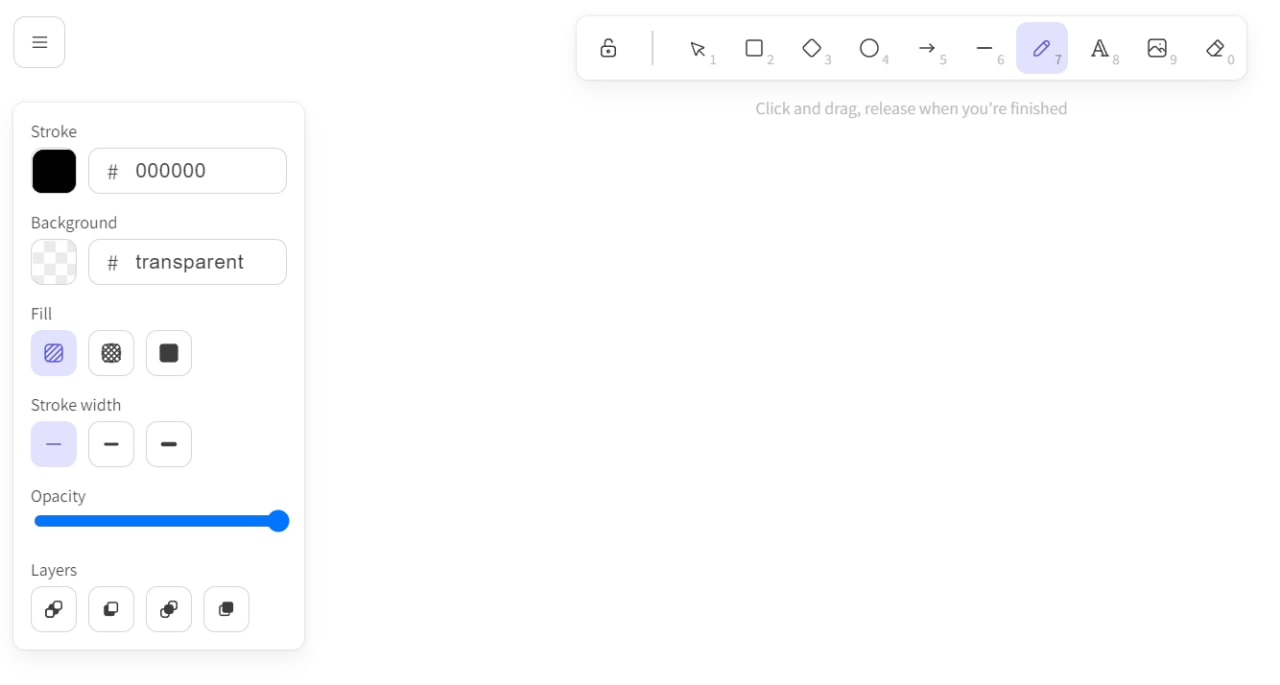 1 2 3 4 5 6 7 8 9 0
Click and drag, release when you're finished
Stroke
# 000000
Background
# transparent
Fill
Stroke width
Opacity
Layers